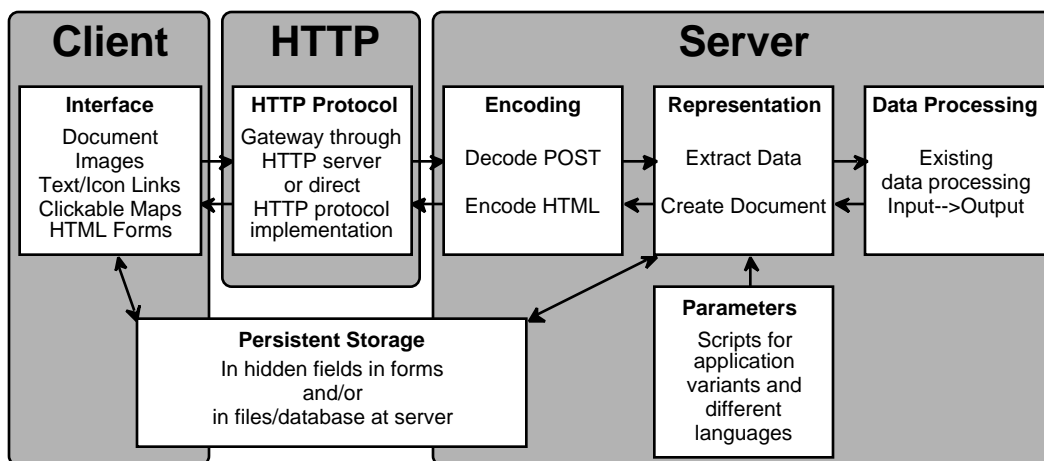 Client
HTTP
Server
Interface
Document
Images
Text/Icon Links
Clickable Maps
HTML Forms
HTTP Protocol
Gateway through
HTTP server
or direct
HTTP protocol
implementation
Encoding
Decode POST
Encode HTML
Representation
Extract Data
Create Document
Data Processing
Existing
data processing
Input-->Output
Persistent Storage
In hidden fields in forms
and/or
in files/database at server
Parameters
Scripts for
application
variants and
different
languages